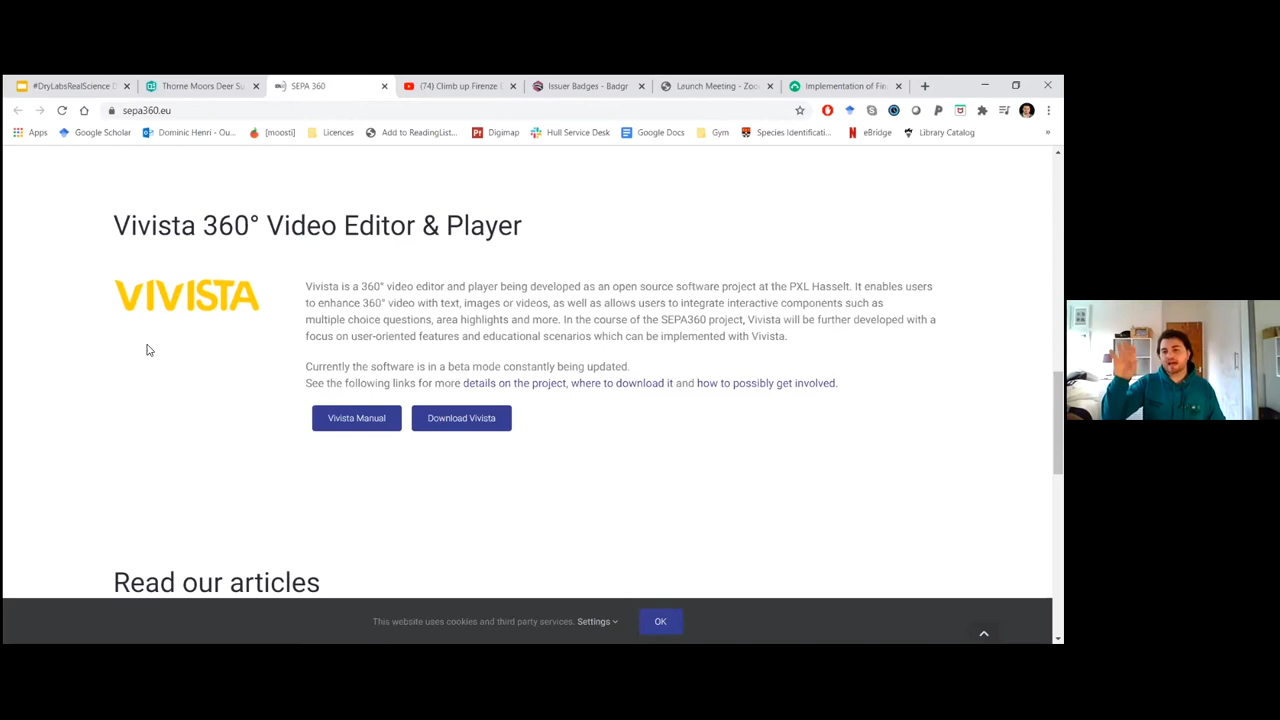 #DryLabsRealScience D
Thorne Moors Deer Su
SEPA 360
(74) Climb up Firenze
Issuer Badges - Badgr
Launch Meeting - Zoo
Implementation of Fin
sepa360.eu
Apps
Google Scholar
Dominic Henri - Ou...
[moosti]
Licences
Add to ReadingList...
Digimap
Hull Service Desk
Google Docs
Gym
Species Identificati...
eBridge
Library Catalog
»
Vivista 360° Video Editor & Player
VIVISTA
Vivista is a 360° video editor and player being developed as an open source software project at the PXL Hasselt. It enables users
to enhance 360° video with text, images or videos, as well as allows users to integrate interactive components such as
multiple choice questions, area highlights and more. In the course of the SEPA360 project, Vivista will be further developed with a
focus on user-oriented features and educational scenarios which can be implemented with Vivista.
Currently the software is in a beta mode constantly being updated.
See the following links for more details on the project, where to download it and how to possibly get involved.
Vivista Manual
Download Vivista
Read our articles
This website uses cookies and third party services. Settings
OK